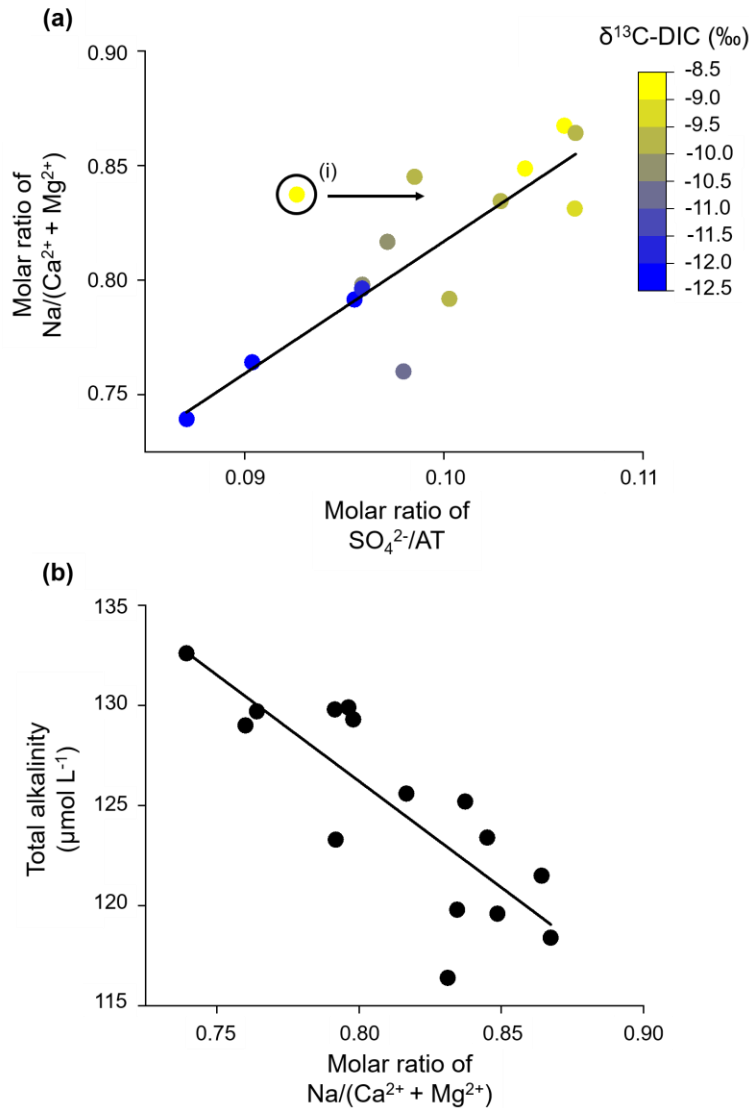 (a)
δ¹³C-DIC (‰)
-8.5
-9.0
-9.5
-10.0
-10.5
-11.0
-11.5
-12.0
-12.5
0.90
0.85
0.80
0.75
Molar ratio of
Na/(Ca²⁺ + Mg²⁺)
(i)
0.09
0.10
0.11
Molar ratio of
SO₄²⁻/AT
(b)
135
130
125
120
115
Total alkalinity
(µmol L⁻¹)
0.75
0.80
0.85
0.90
Molar ratio of
Na/(Ca²⁺ + Mg²⁺)